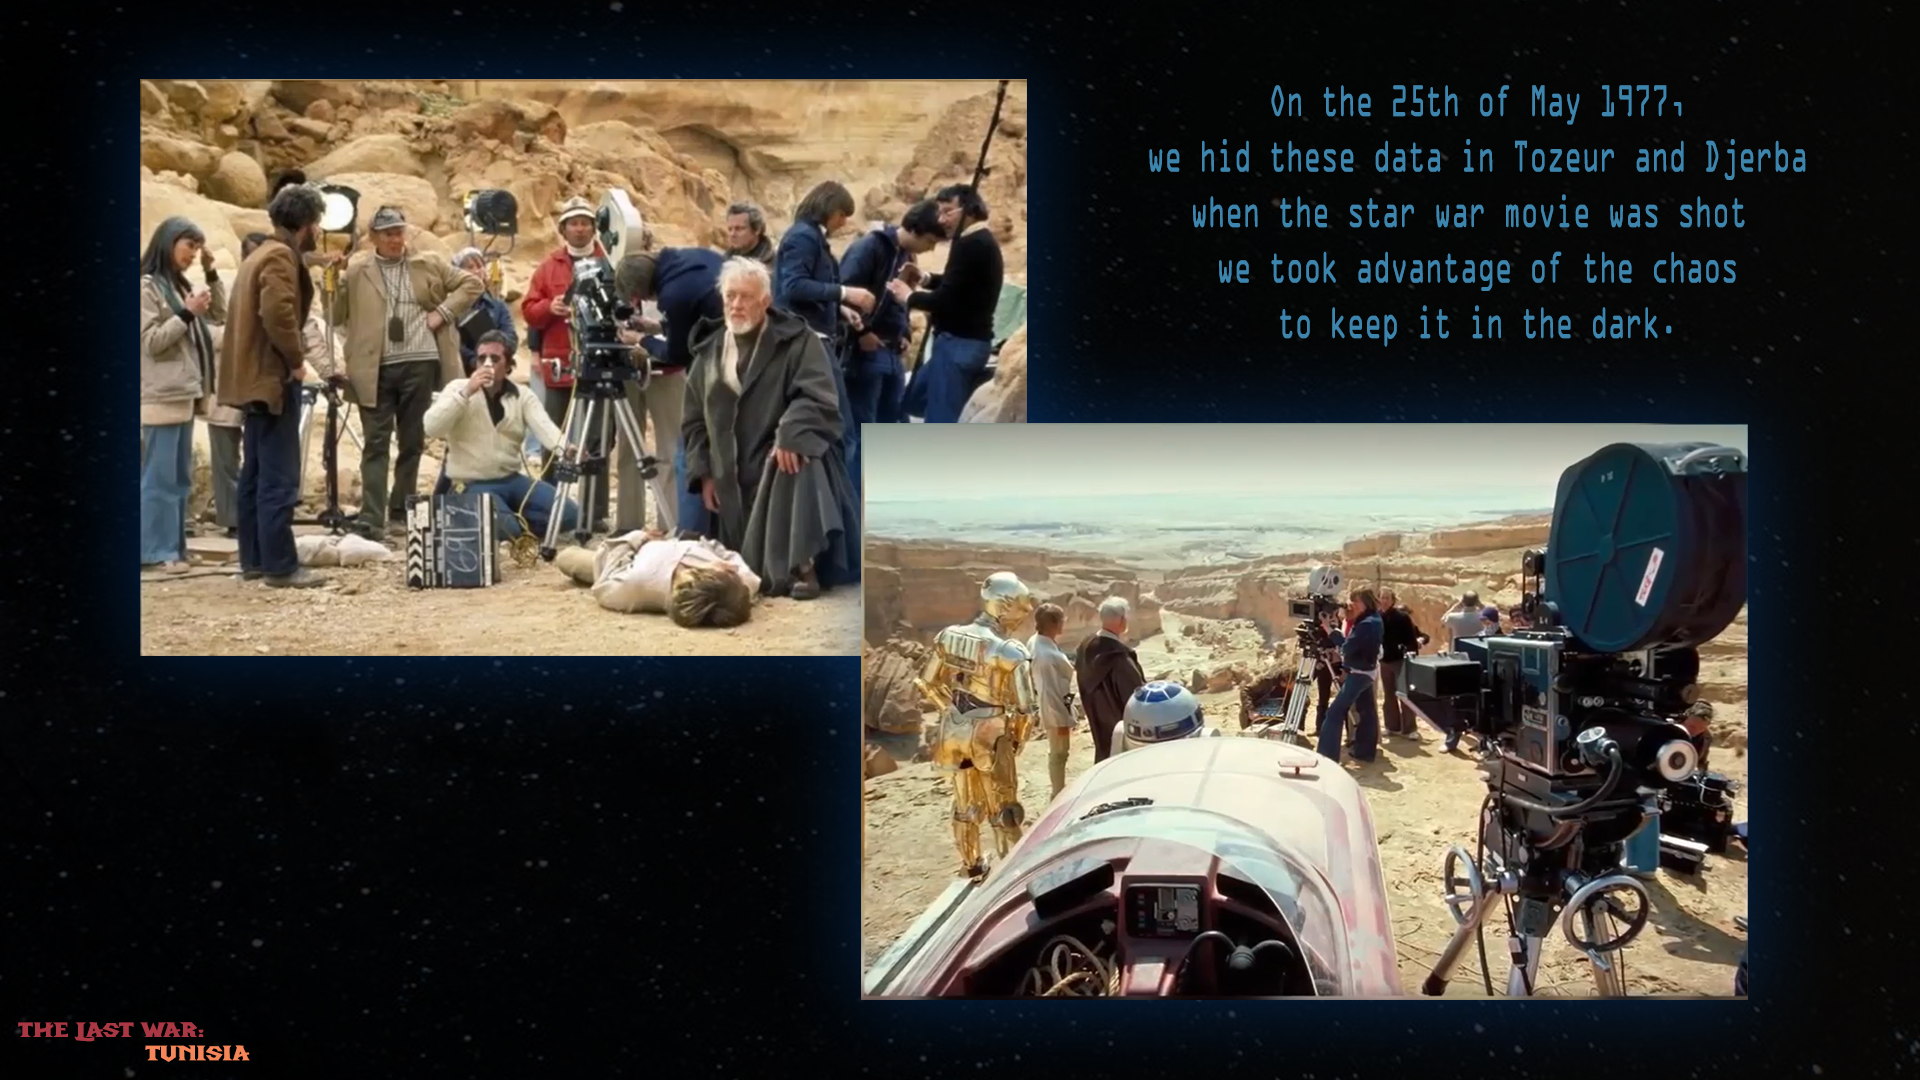 On the 25th of May 1977,
we hid these data in Tozeur and Djerba
when the star war movie was shot
we took advantage of the chaos
to keep it in the dark.
THE LAST WAR:
TUNISIA